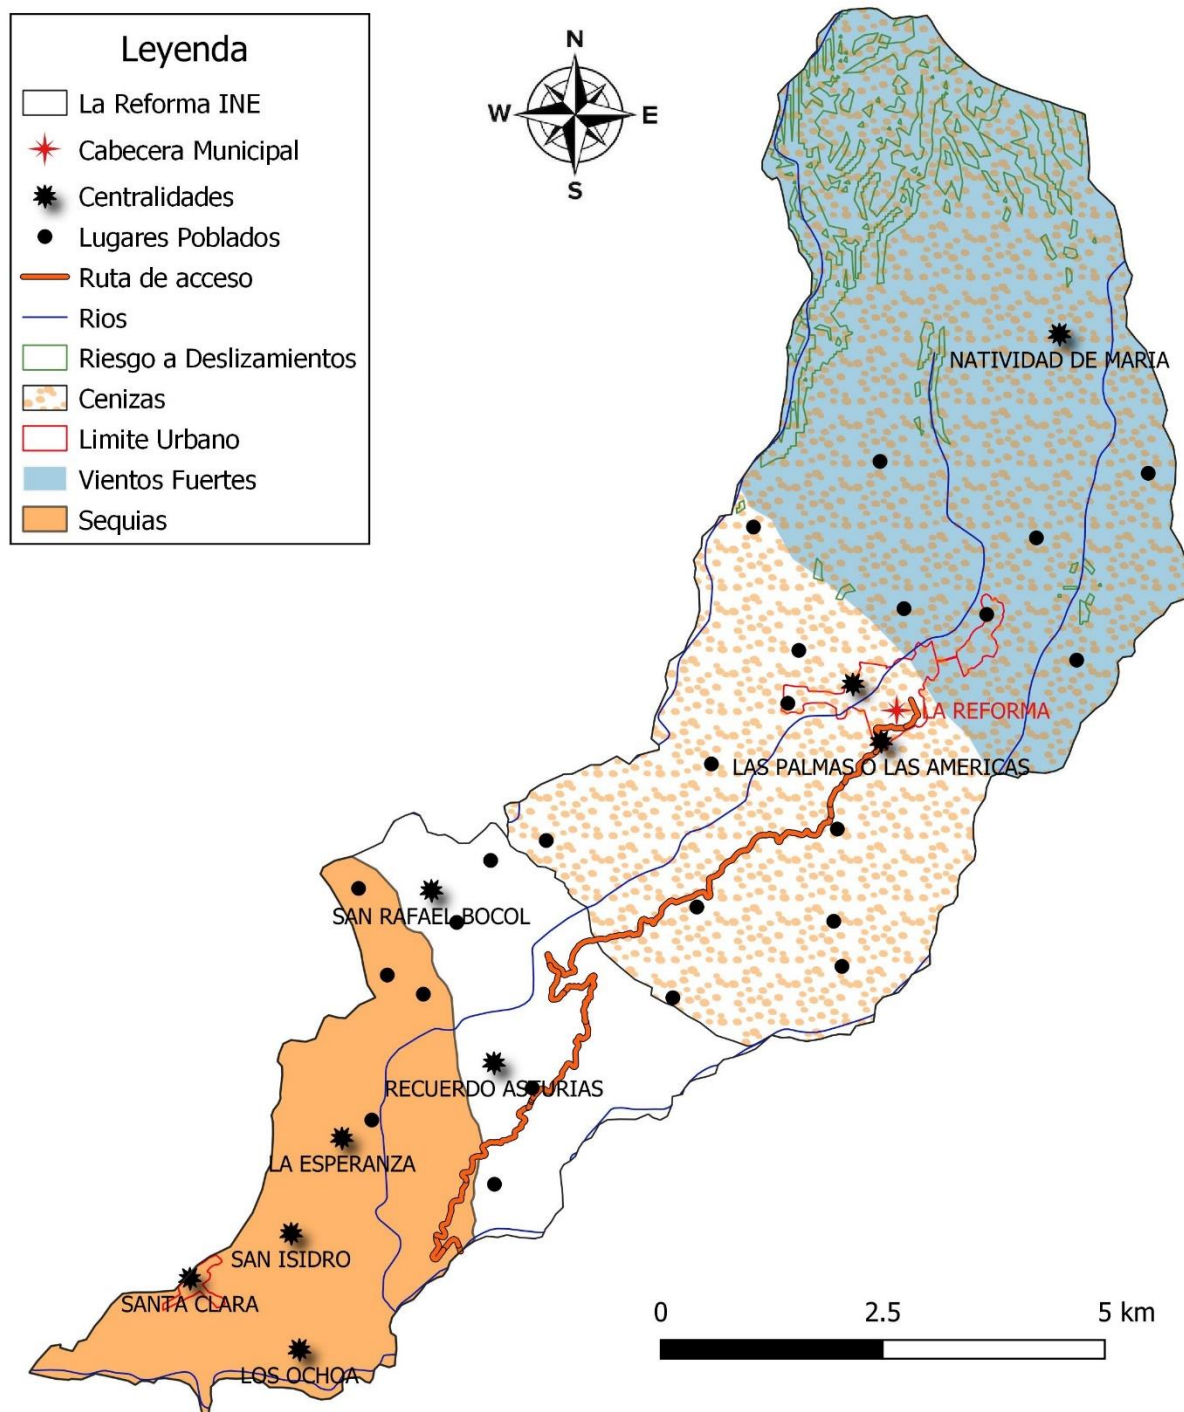 Leyenda
La Reforma INE
Cabecera Municipal
Centralidades
Lugares Poblados
Ruta de acceso
Rios
Riesgo a Deslizamientos
Cenizas
Limite Urbano
Vientos Fuertes
Sequias
N
W
E
S
NATIVIDAD DE MARIA
LA REFORMA
LAS PALMAS O LAS AMERICAS
SAN RAFAEL BOCOL
RECUERDO ASTURIAS
LA ESPERANZA
SAN ISIDRO
SANTA CLARA
LOS OCHOA
0 2.5 5 km